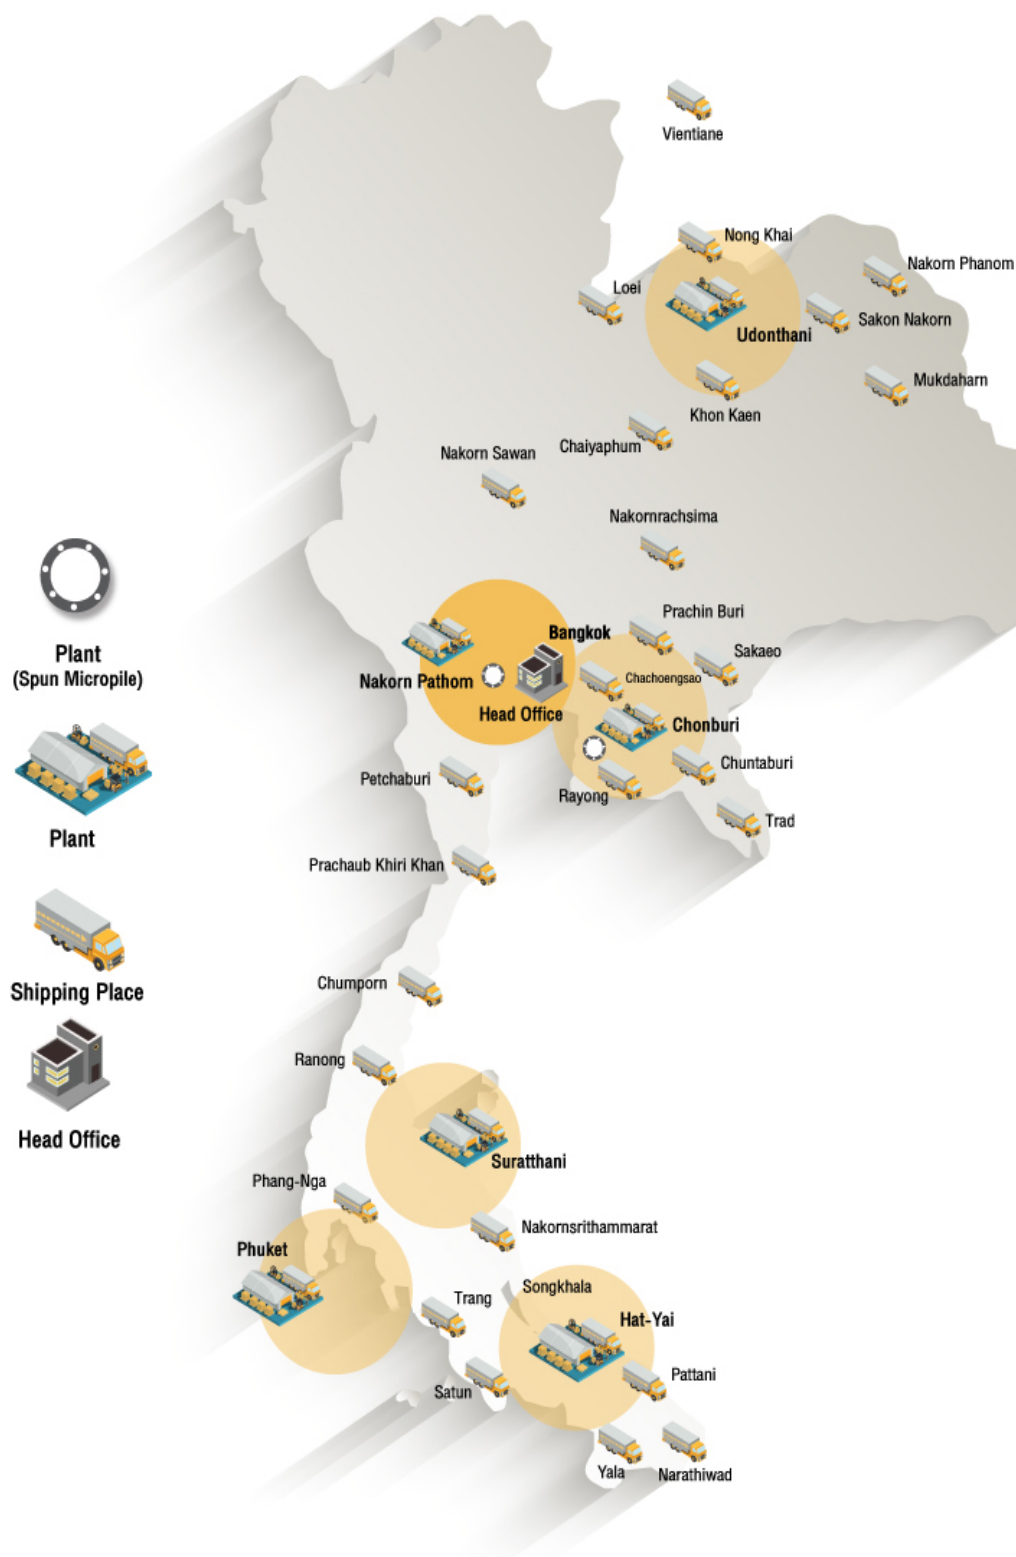 Vientiane
Nong Khai
Nakorn Phanom
Loei
Sakon Nakorn
Udonthani
Mukdaharn
Khon Kaen
Chaiyaphum
Nakorn Sawan
Nakornrachsima
Prachin Buri
Bangkok
Sakaeo
Plant
(Spun Micropile)
Nakorn Pathom
Chachoengsao
Head Office
Chonburi
Chuntaburi
Petchaburi
Rayong
Trad
Plant
Prachaub Khiri Khan
Chumporn
Shipping Place
Ranong
Head Office
Suratthani
Phang-Nga
Nakornsrithammarat
Phuket
Songkhala
Trang
Hat-Yai
Pattani
Satun
Yala
Narathiwad